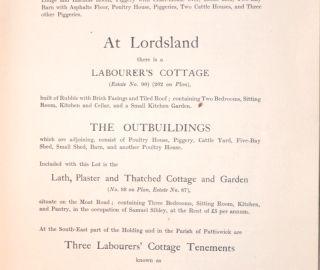 Barn with Asphalte Floor, Poultry House, Piggeries, Two Cattle Houses, and Three
other Piggeries.
At Lordsland
there is a
LABOURER'S COTTAGE
(Estate No. 90) (202 on Plan),
built of Rubble with Brick Facings and Tiled Roof; containing Two Bedrooms, Sitting
Room, Kitchen and Cellar, and a Small Kitchen Garden.
THE OUTBUILDINGS
which are adjoining, consist of Poultry House, Piggery, Cattle Yard, Five-Bay
Shed, Small Shed, Barn, and another Poultry House.
Included with this Lot is the
Lath, Plaster and Thatched Cottage and Garden
(No. 88 on Plan, Estate No. 87),
situate on the Moat Road; containing Three Bedrooms, Sitting Room, Kitchen,
and Pantry, in the occupation of Samuel Sibley, at the Rent of £5 per annum.
At the South-East part of the Holding and in the Parish of Pattiswick are
Three Labourers' Cottage Tenements
known as